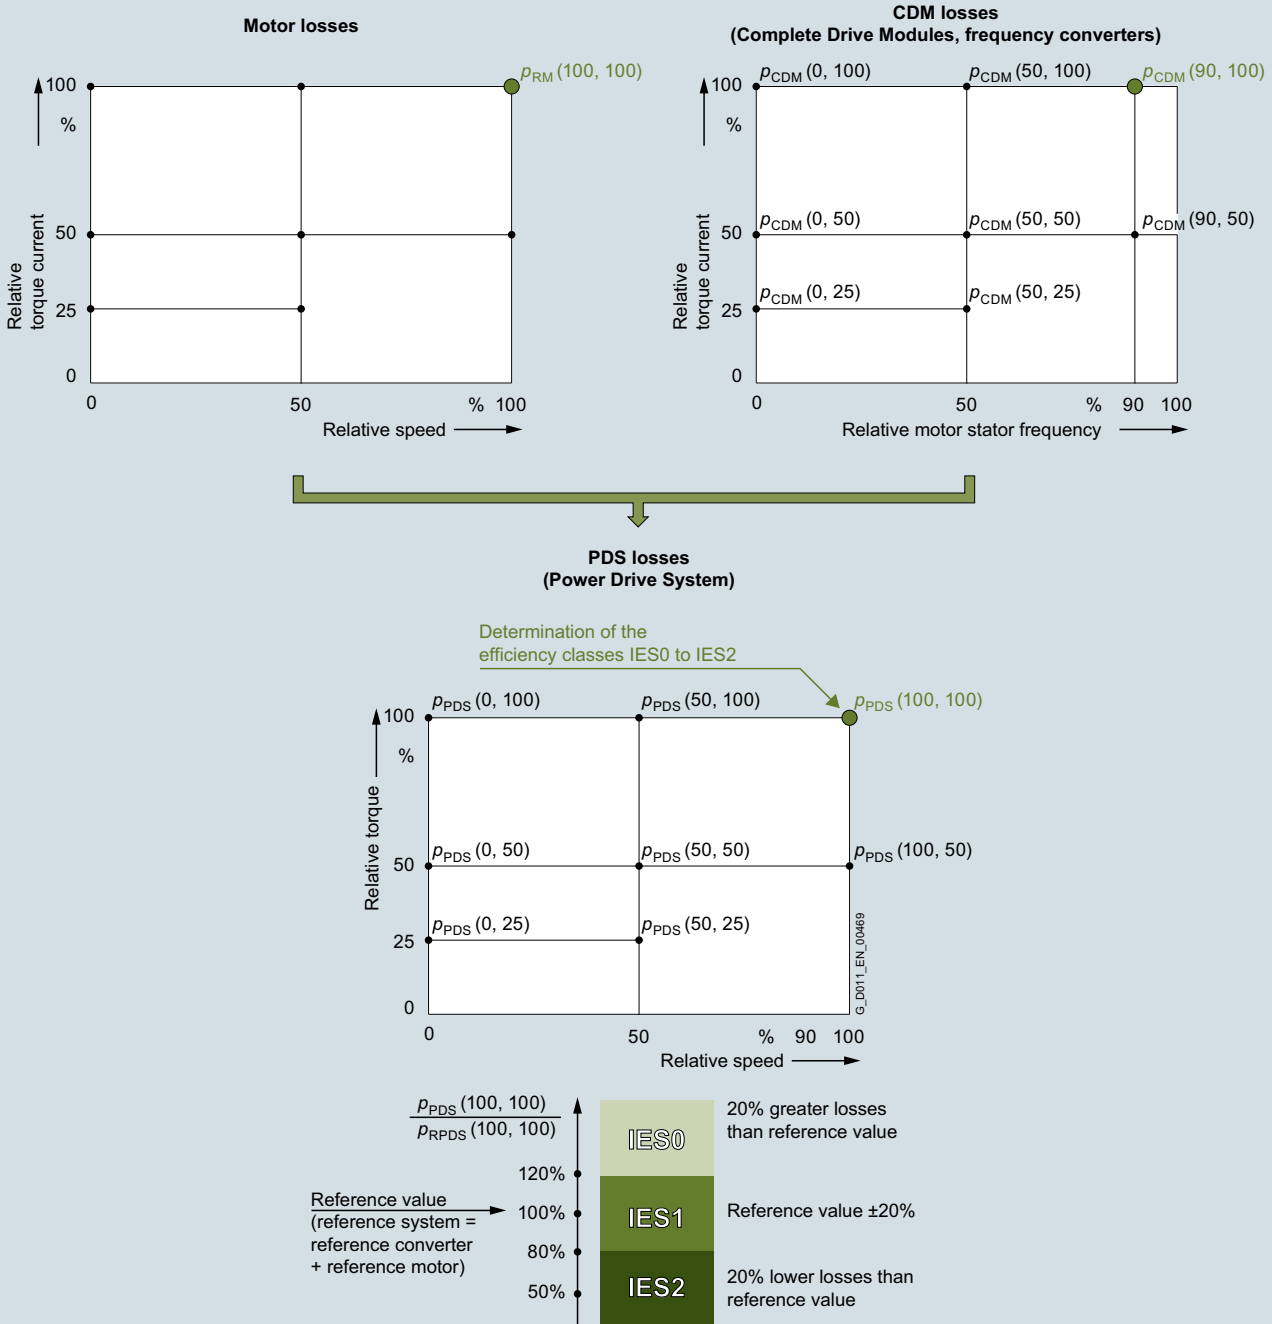 Motor losses
100
%
50
25
0
Relative
torque current
pRM (100, 100)
0 50 % 100
Relative speed
CDM losses
(Complete Drive Modules, frequency converters)
100
%
50
25
0
Relative
torque current
pCDM (0, 100) pCDM (50, 100) pCDM (90, 100)
pCDM (0, 50) pCDM (50, 50) pCDM (90, 50)
pCDM (0, 25) pCDM (50, 25)
0 50 % 90 100
Relative motor stator frequency
PDS losses
(Power Drive System)
Determination of the
efficiency classes IES0 to IES2
100
%
50
25
0
Relative torque
pPDS (0, 100) pPDS (50, 100) pPDS (100, 100)
pPDS (0, 50) pPDS (50, 50) pPDS (100, 50)
pPDS (0, 25) pPDS (50, 25)
G_D011_EN_00469
0 50 % 90 100
Relative speed
pPDS (100, 100)
pRPDS (100, 100)
120%
100%
80%
50%
Reference value
(reference system =
reference converter
+ reference motor)
IES0
20% greater losses
than reference value
IES1
Reference value ±20%
IES2
20% lower losses than
reference value